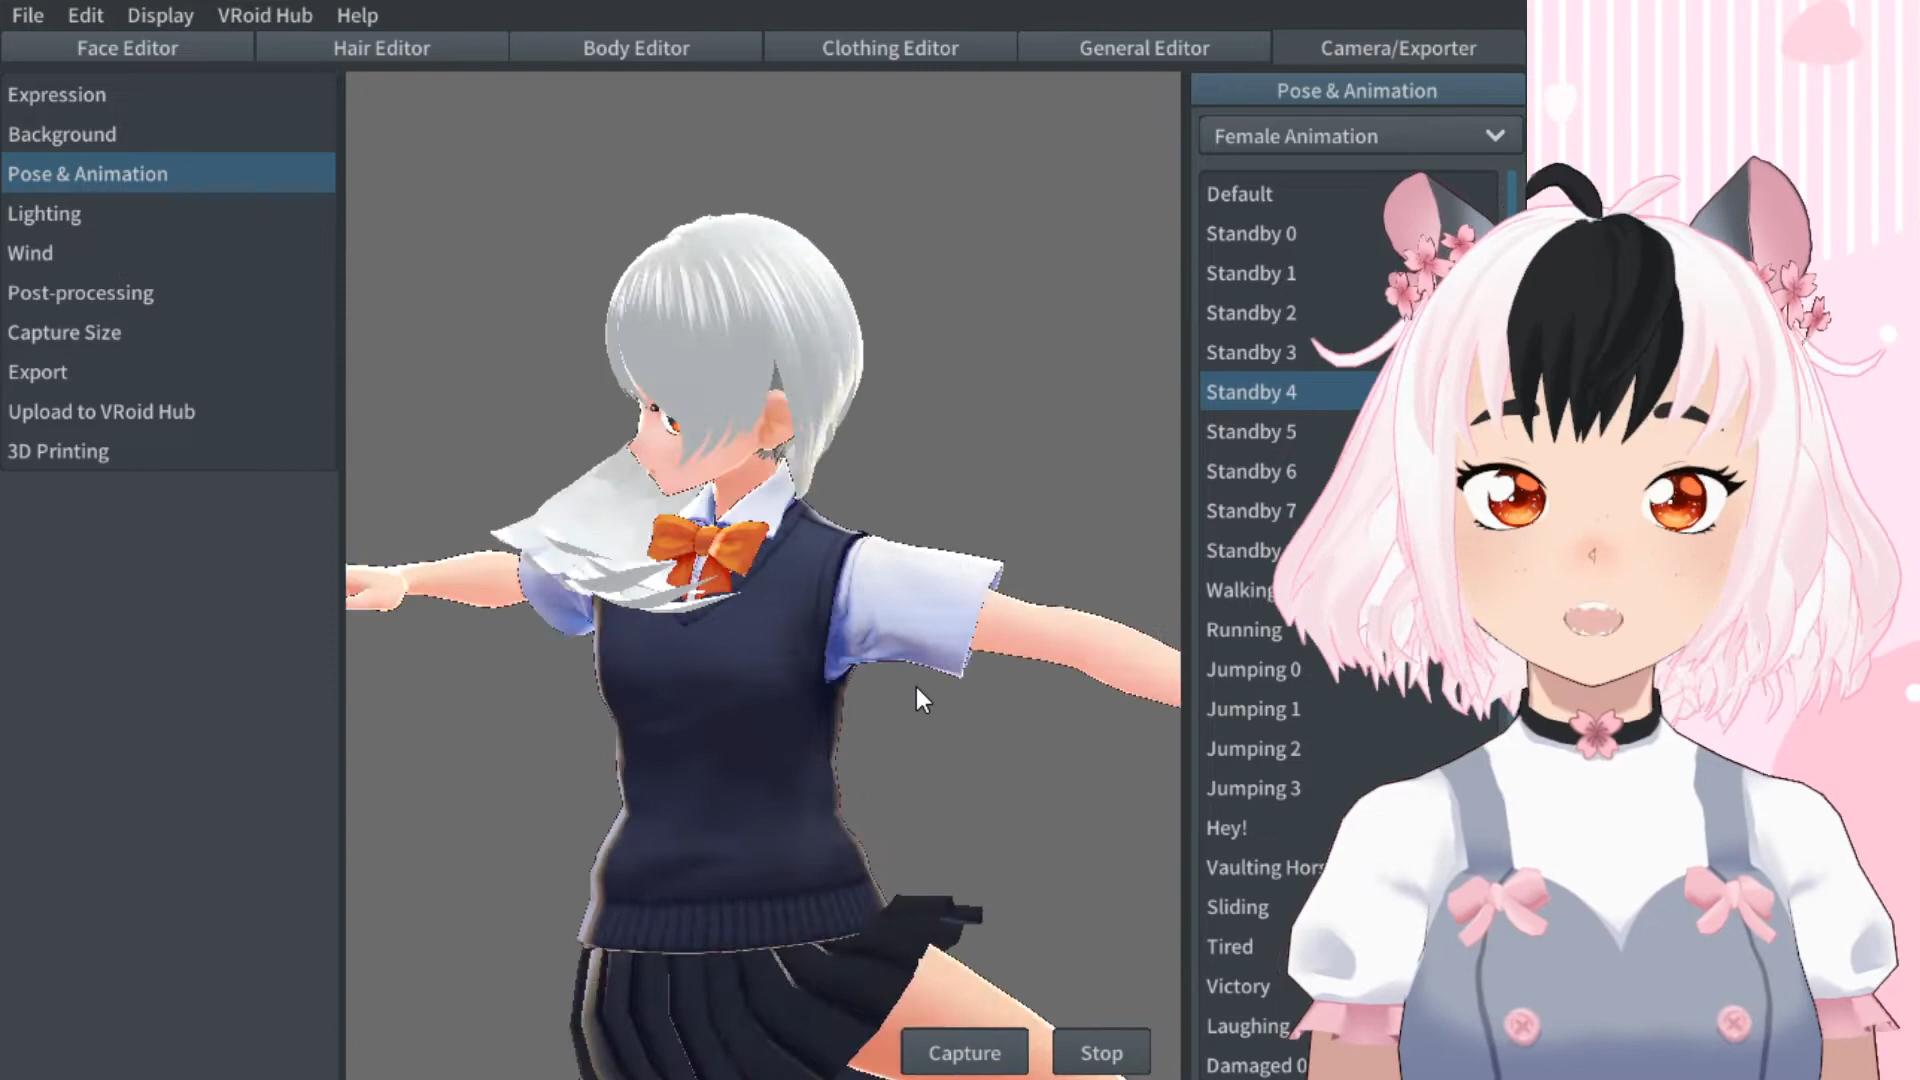 File Edit Display VRoid Hub Help
Face Editor Hair Editor Body Editor Clothing Editor General Editor Camera/Exporter
Expression
Background
Pose & Animation
Lighting
Wind
Post-processing
Capture Size
Export
Upload to VRoid Hub
3D Printing
Pose & Animation
Female Animation
Default
Standby 0
Standby 1
Standby 2
Standby 3
Standby 4
Standby 5
Standby 6
Standby 7
Standby
Walking
Running
Jumping 0
Jumping 1
Jumping 2
Jumping 3
Hey!
Vaulting
Sliding
Tired
Victory
Laughing
Damaged 0
Capture Stop